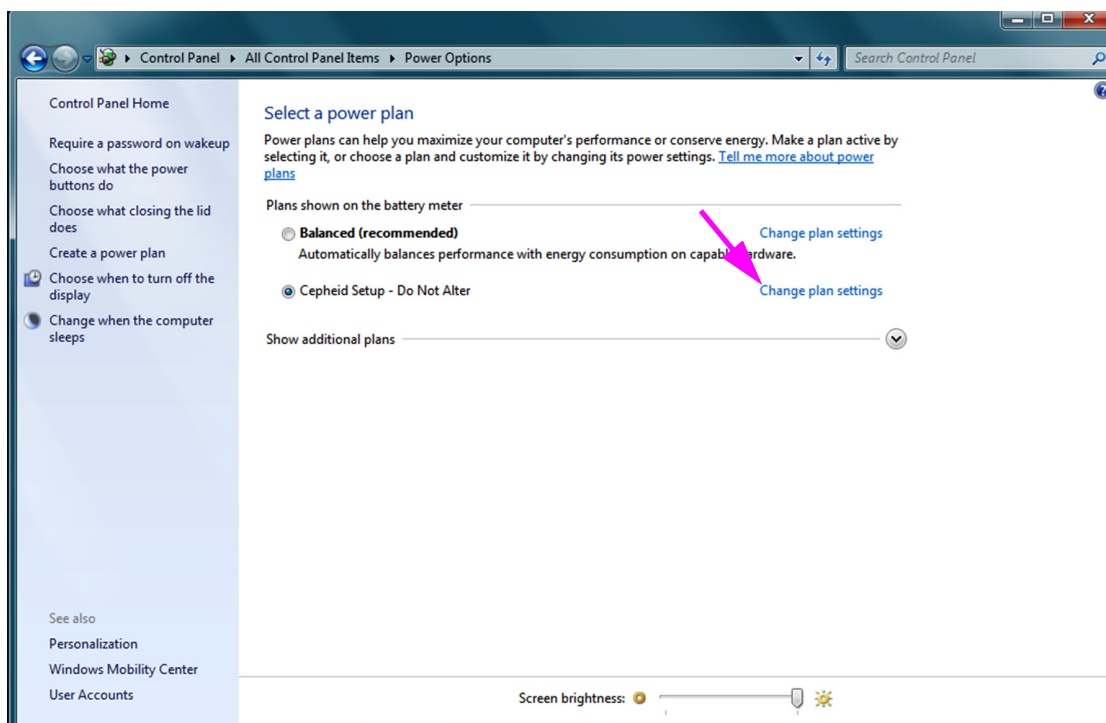 Control Panel ▸ All Control Panel Items ▸ Power Options
Search Control Panel
Control Panel Home
Require a password on wakeup
Choose what the power
buttons do
Choose what closing the lid
does
Create a power plan
Choose when to turn off the
display
Change when the computer
sleeps
See also
Personalization
Windows Mobility Center
User Accounts
Select a power plan
Power plans can help you maximize your computer's performance or conserve energy. Make a plan active by
selecting it, or choose a plan and customize it by changing its power settings. Tell me more about power
plans
Plans shown on the battery meter
Balanced (recommended) Change plan settings
Automatically balances performance with energy consumption on capable hardware.
Cepheid Setup - Do Not Alter Change plan settings
Show additional plans
Screen brightness: